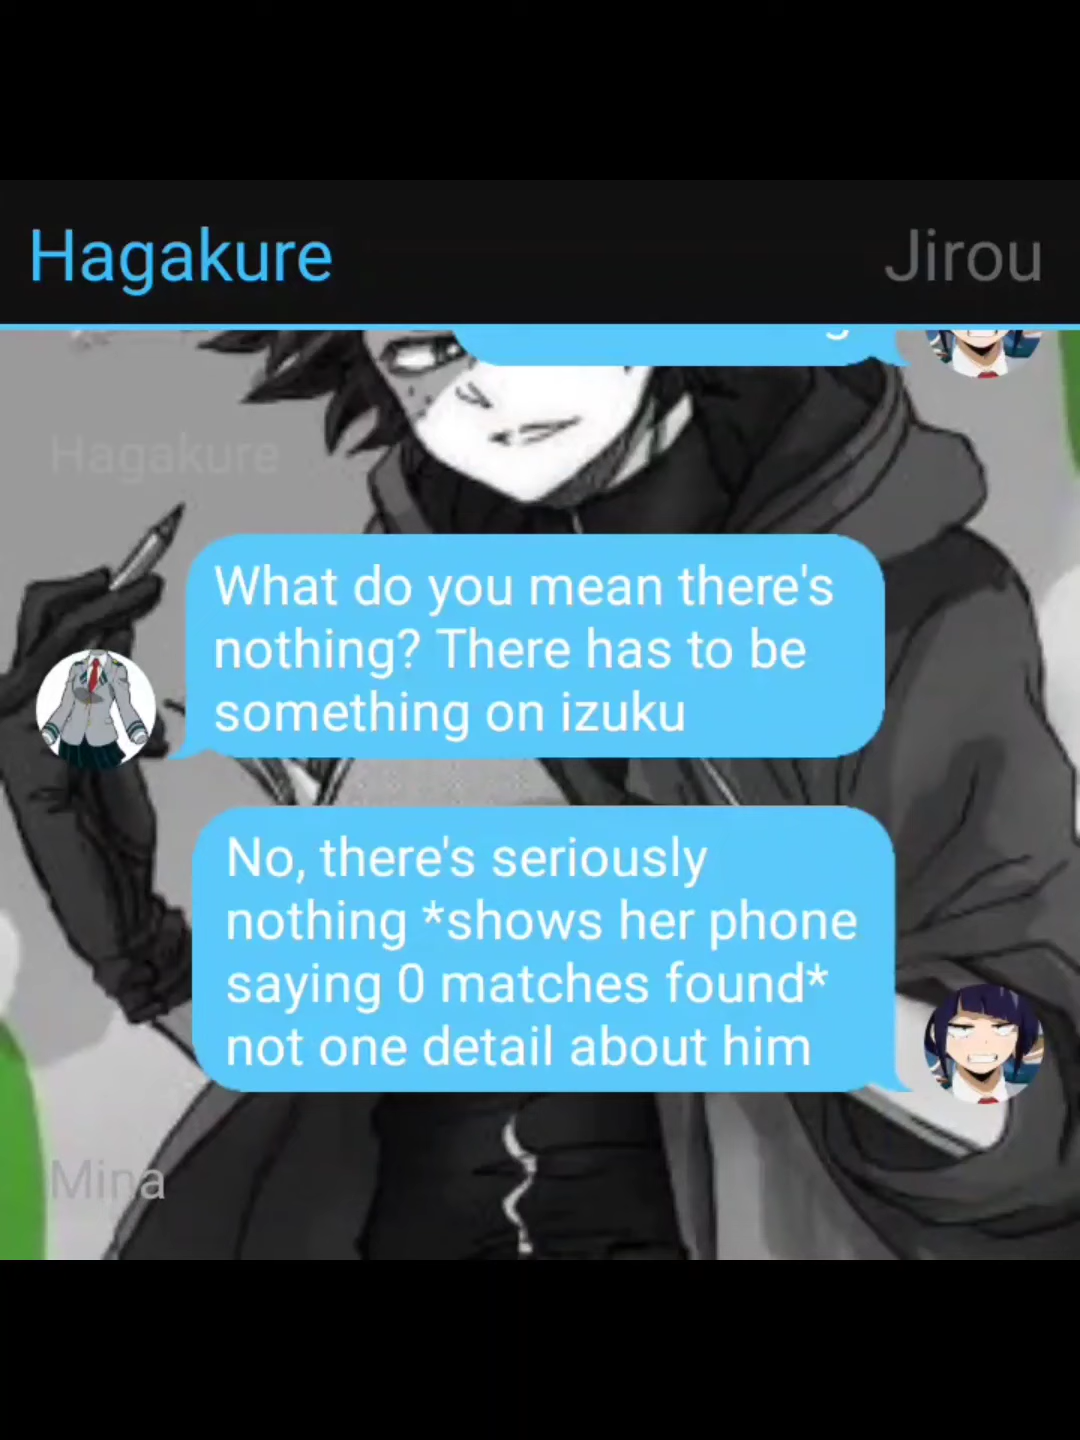 Hagakure
Jirou
Hagakure
What do you mean there's
nothing? There has to be
something on izuku
No, there's seriously
nothing *shows her phone
saying 0 matches found*
not one detail about him
Mina